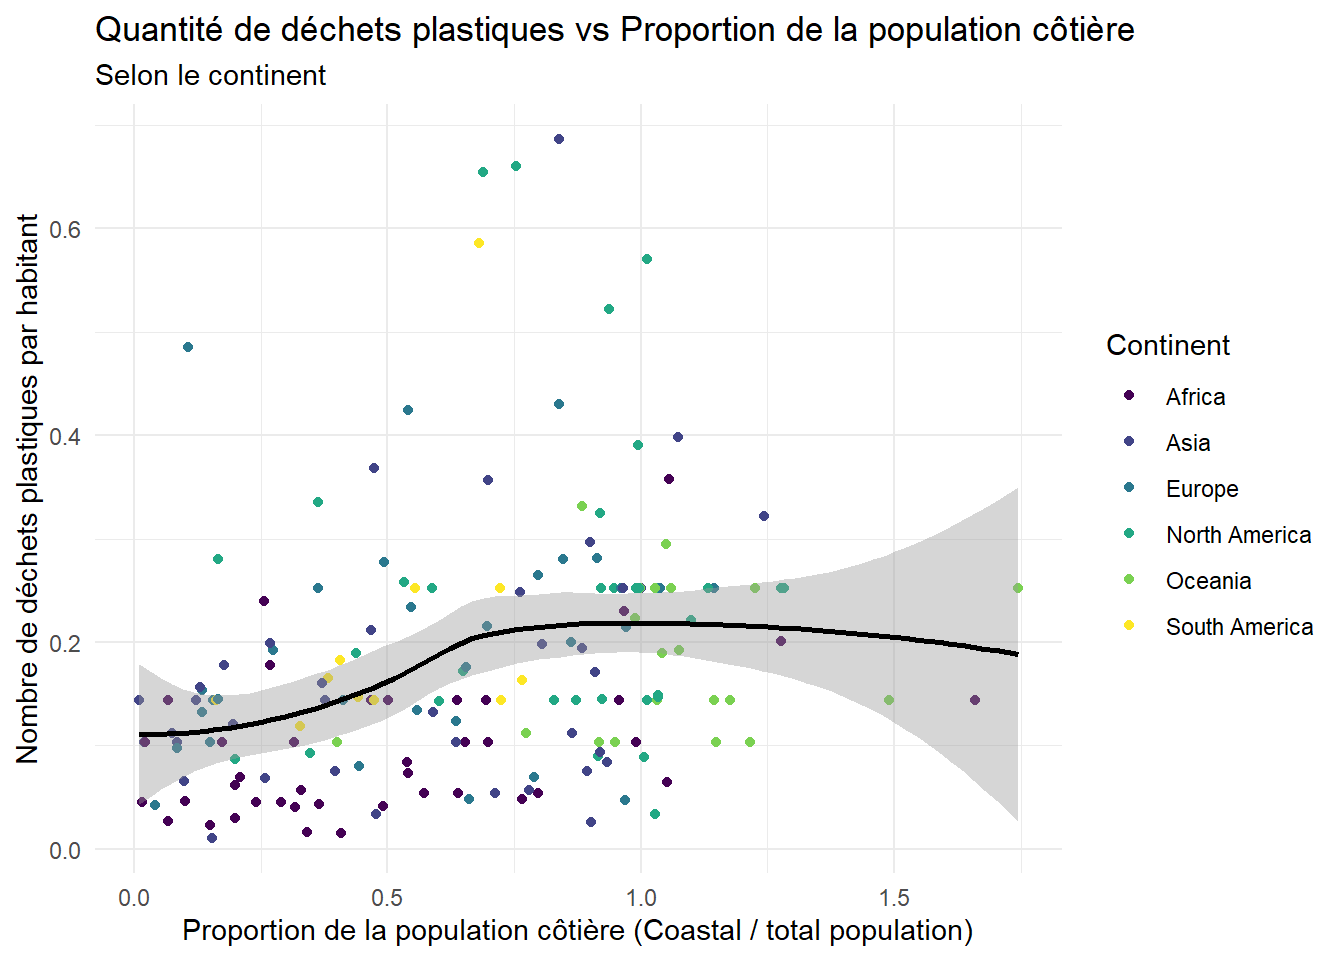 Quantité de déchets plastiques vs Proportion de la population côtière
Selon le continent
Nombre de déchets plastiques par habitant
0.6
0.4
0.2
0.0
0.0
0.5
1.0
1.5
Proportion de la population côtière (Coastal / total population)
Continent
Africa
Asia
Europe
North America
Oceania
South America